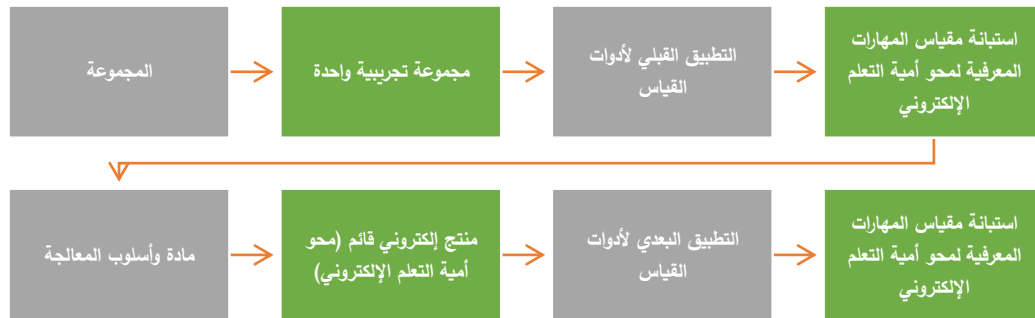 المجموعة
مجموعة تجريبية واحدة
التطبيق القبلي لأدوات
القياس
استبانة مقياس المهارات
المعرفية لمحو أمية التعلم
الإلكتروني
مادة وأسلوب المعالجة
منتج إلكتروني قائم (محو
أمية التعلم الإلكتروني)
التطبيق البعدي لأدوات
القياس
استبانة مقياس المهارات
المعرفية لمحو أمية التعلم
الإلكتروني